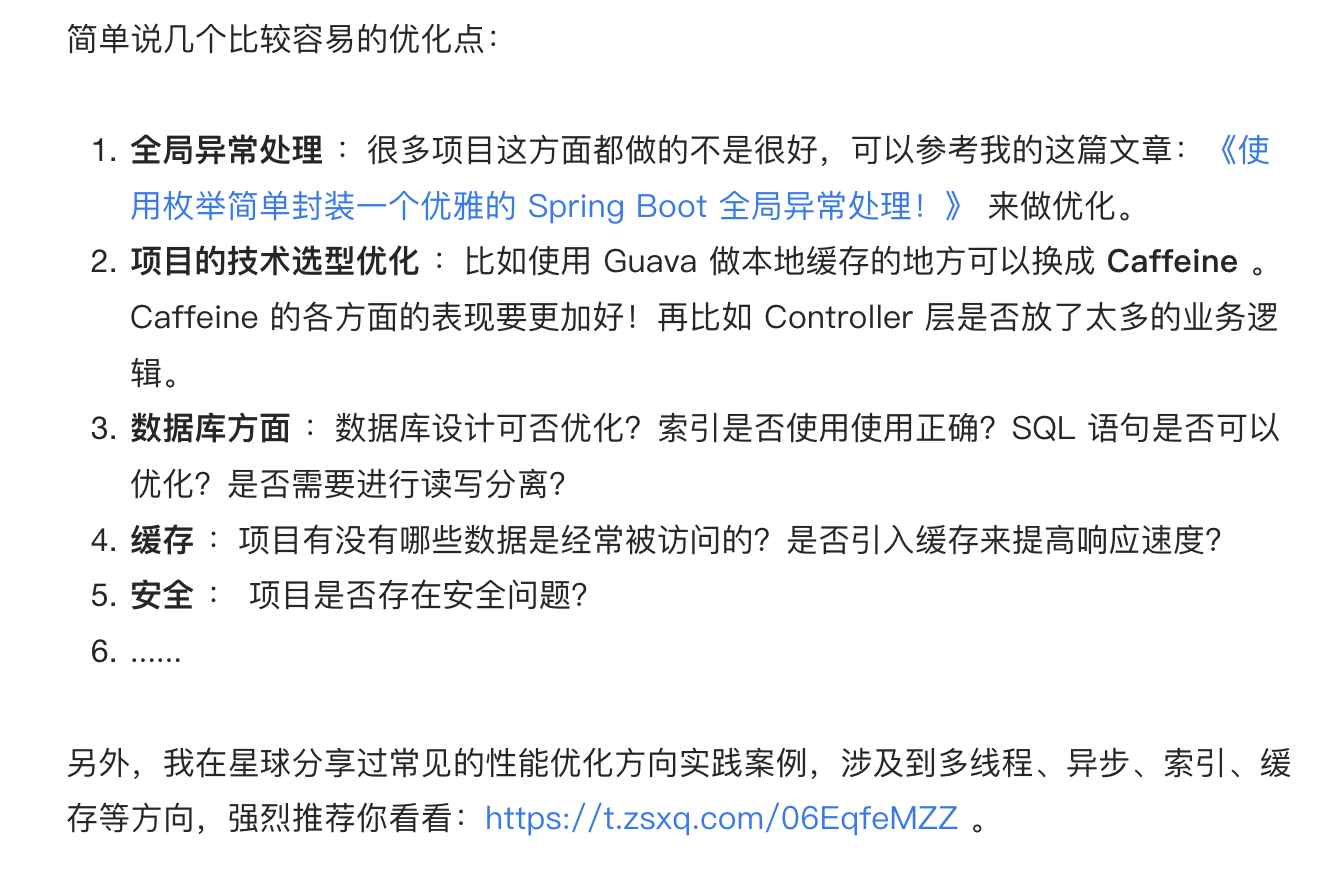 简单说几个比较容易的优化点：
1. 全局异常处理 ：很多项目这方面都做的不是很好，可以参考我的这篇文章：《使
用枚举简单封装一个优雅的 Spring Boot 全局异常处理！》 来做优化。
2. 项目的技术选型优化 ：比如使用 Guava 做本地缓存的地方可以换成 Caffeine 。
Caffeine 的各方面的表现要更加好！再比如 Controller 层是否放了太多的业务逻
辑。
3. 数据库方面 ：数据库设计可否优化？索引是否使用使用正确？SQL 语句是否可以
优化？是否需要进行读写分离？
4. 缓存 ：项目有没有哪些数据是经常被访问的？是否引入缓存来提高响应速度？
5. 安全 ： 项目是否存在安全问题？
6. ......
另外，我在星球分享过常见的性能优化方向实践案例，涉及到多线程、异步、索引、缓
存等方向，强烈推荐你看看：https://t.zsxq.com/06EqfeMZZ 。